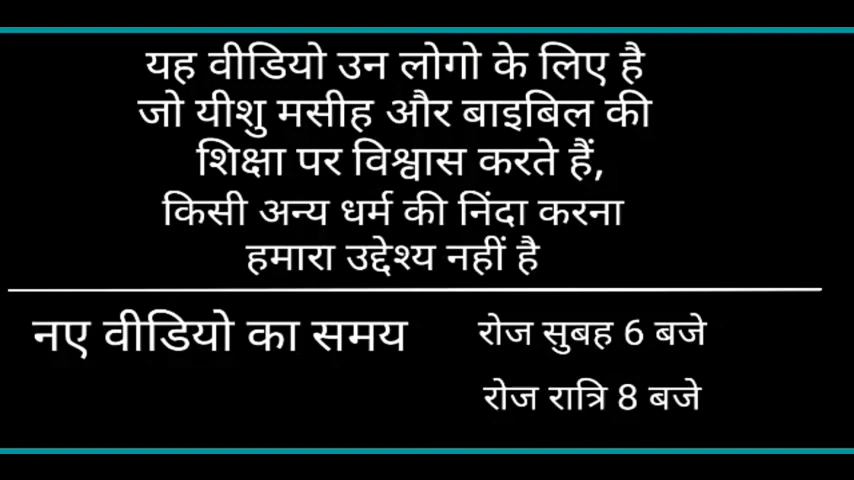 यह वीडियो उन लोगो के लिए है
जो यीशु मसीह और बाइबिल की
शिक्षा पर विश्वास करते हैं,
किसी अन्य धर्म की निंदा करना
हमारा उद्देश्य नहीं है
नए वीडियो का समय
रोज सुबह 6 बजे
रोज रात्रि 8 बजे